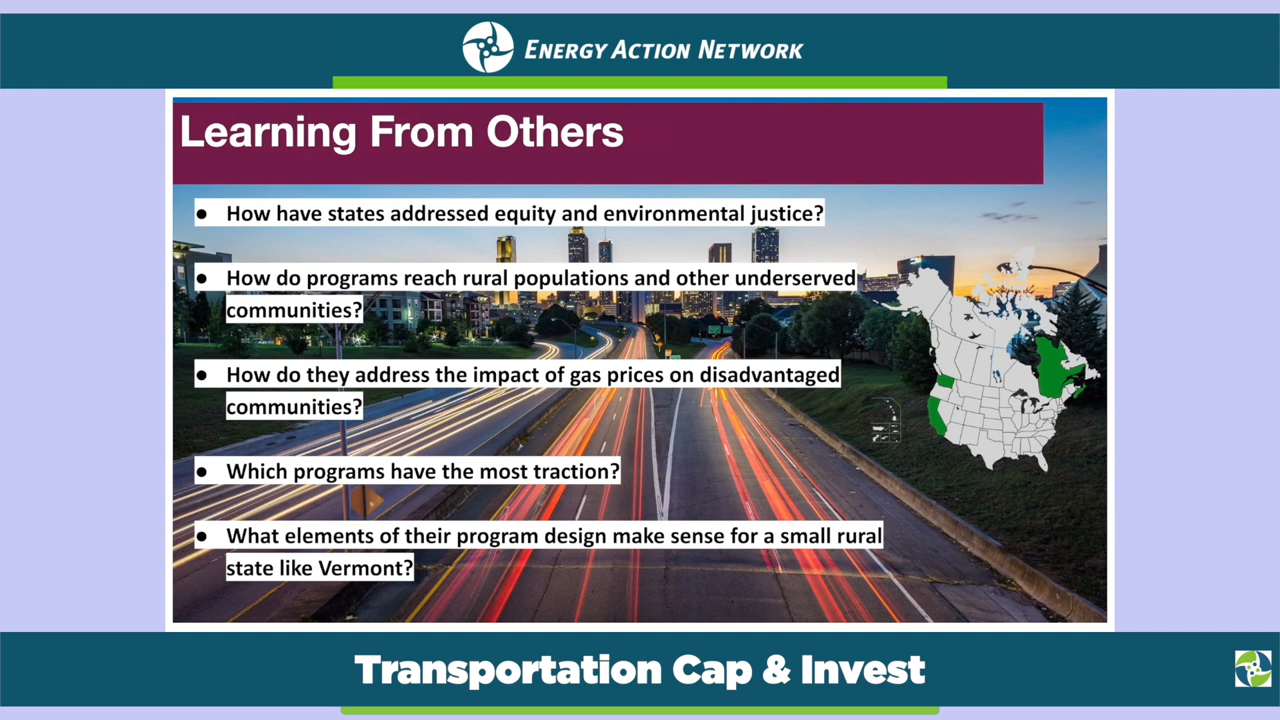 ENERGY ACTION NETWORK
Learning From Others
● How have states addressed equity and environmental justice?
● How do programs reach rural populations and other underserved
communities?
● How do they address the impact of gas prices on disadvantaged
communities?
● Which programs have the most traction?
● What elements of their program design make sense for a small rural
state like Vermont?
Transportation Cap & Invest